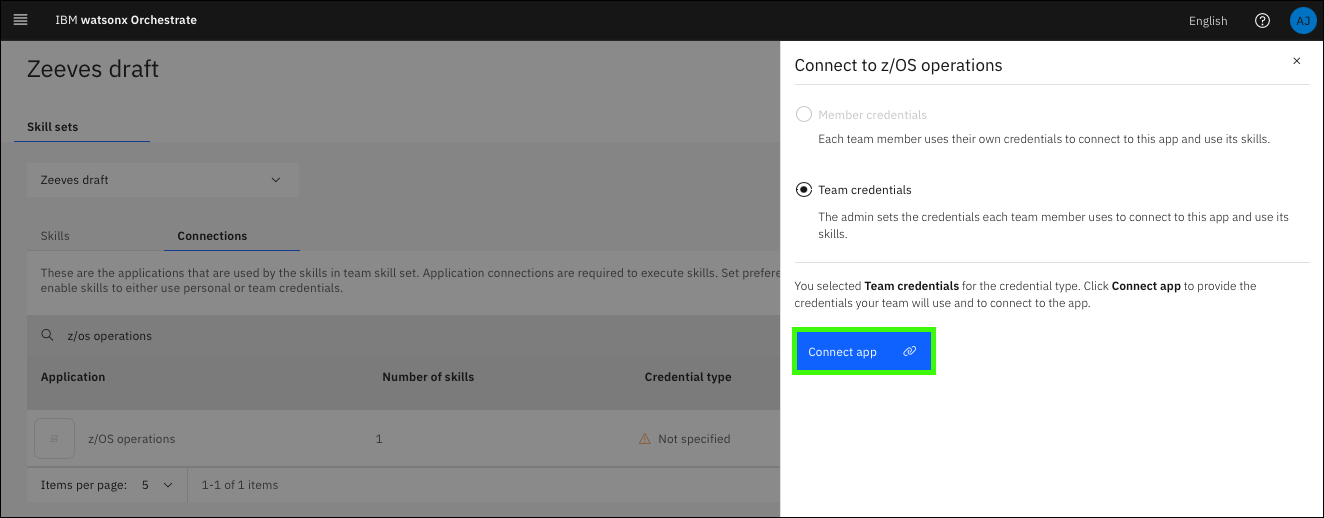 IBM watsonx Orchestrate
English
AJ
Zeeves draft
Skill sets
Zeeves draft
Skills
Connections
These are the applications that are used by the skills in team skill set. Application connections are required to execute skills. Set prefere
enable skills to either use personal or team credentials.
z/os operations
Application
Number of skills
Credential type
z/OS operations
1
Not specified
Items per page:
5
1-1 of 1 items
Connect to z/OS operations
Member credentials
Each team member uses their own credentials to connect to this app and use its skills.
Team credentials
The admin sets the credentials each team member uses to connect to this app and use its
skills.
You selected Team credentials for the credential type. Click Connect app to provide the
credentials your team will use and to connect to the app.
Connect app